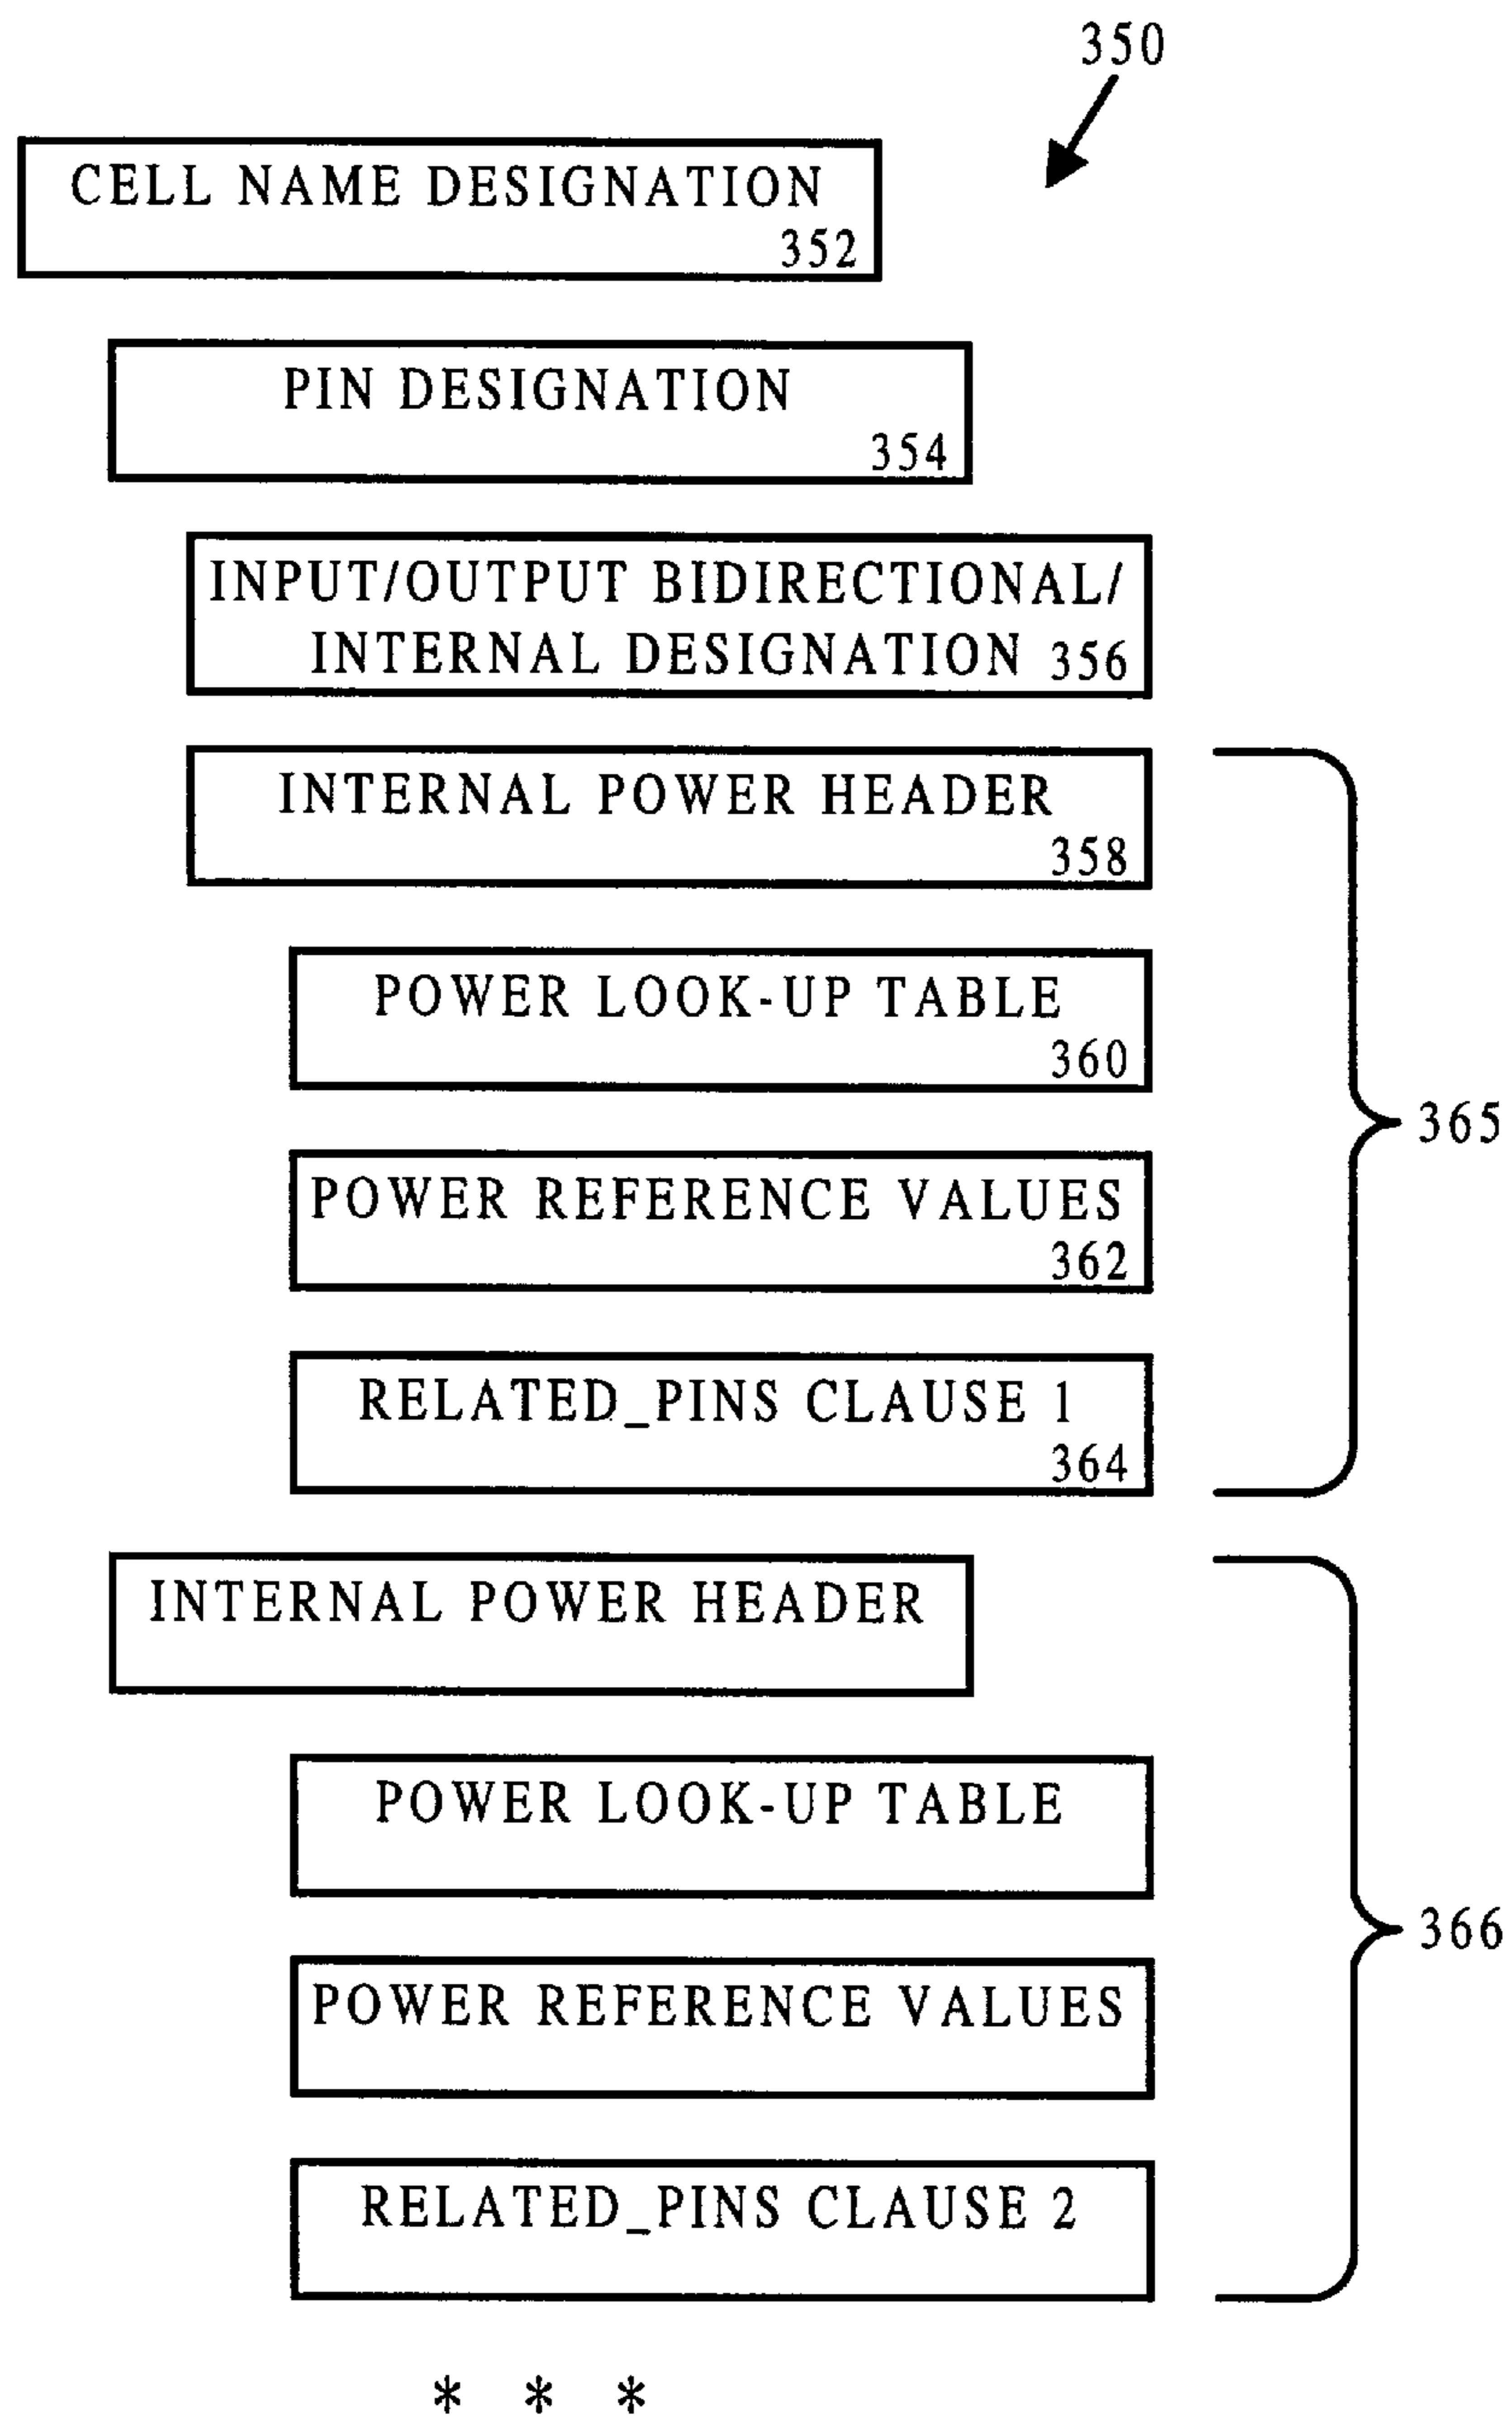 350
CELL NAME DESIGNATION
352
PIN DESIGNATION
354
INPUT/OUTPUT BIDIRECTIONAL/
INTERNAL DESIGNATION 356
INTERNAL POWER HEADER
358
POWER LOOK-UP TABLE
360
365
POWER REFERENCE VALUES
362
RELATED_PINS CLAUSE 1
364
INTERNAL POWER HEADER
POWER LOOK-UP TABLE
366
POWER REFERENCE VALUES
RELATED_PINS CLAUSE 2
* * *